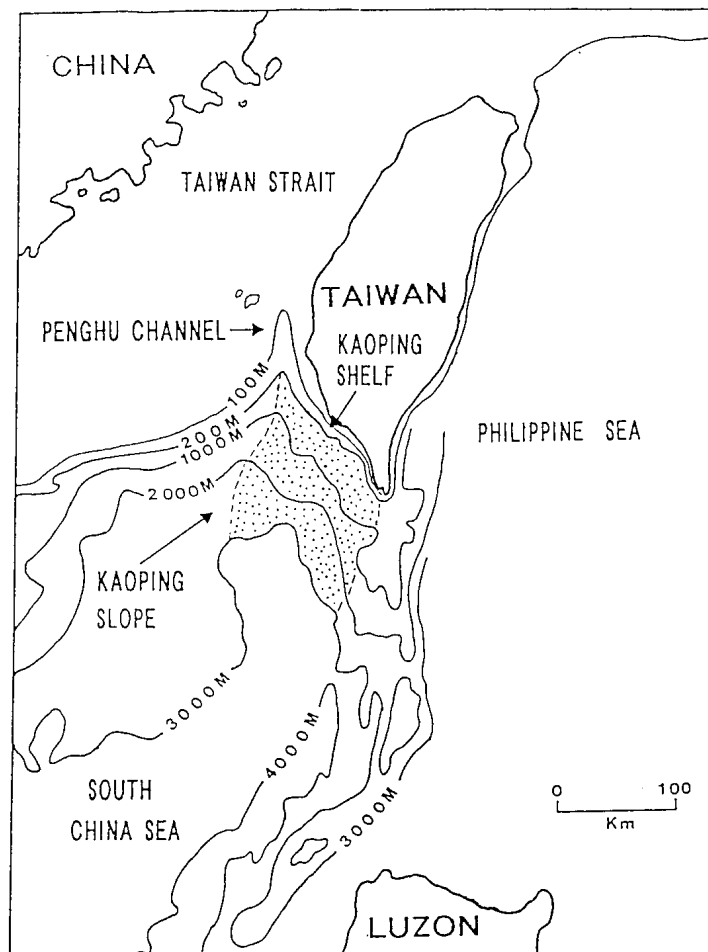 CHINA
TAIWAN STRAIT
TAIWAN
PENGHU CHANNEL
KAOPING
SHELF
100M
200M
1000M
2000M
PHILIPPINE SEA
KAOPING
SLOPE
3000M
4000M
SOUTH
CHINA SEA
3000M
0 100
Km
LUZON